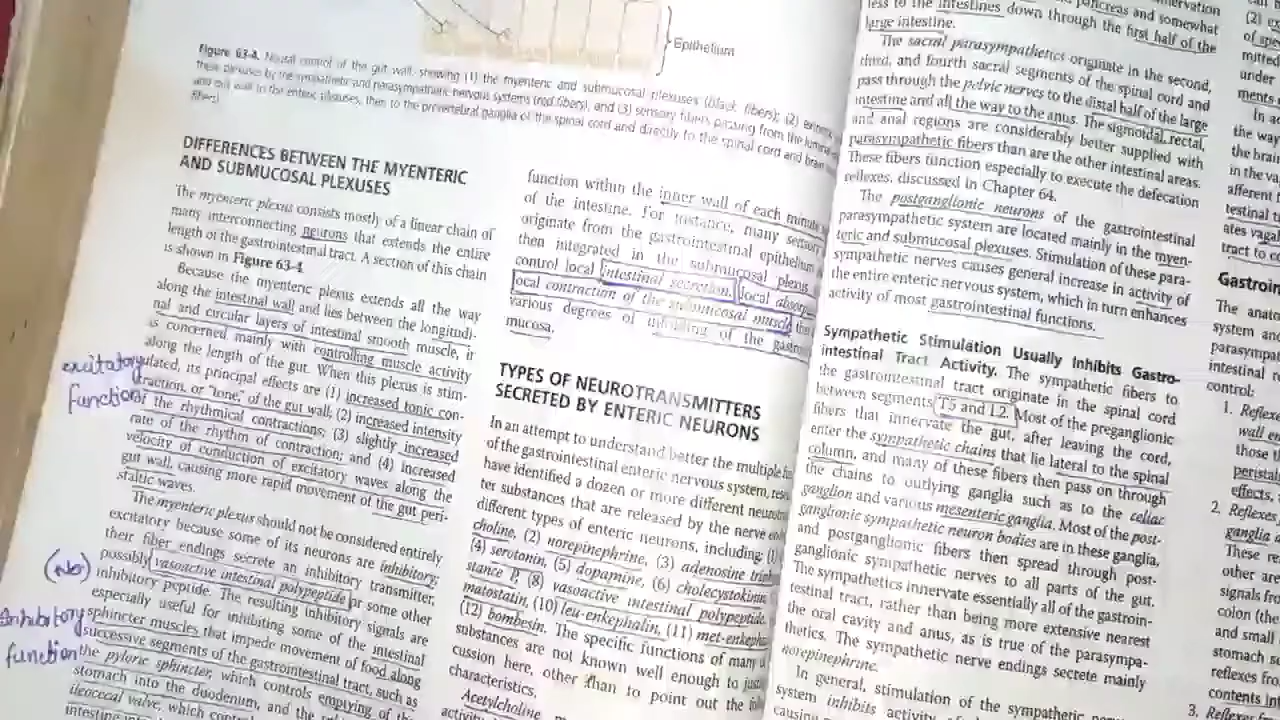 Epithelium
Figure 63-4. Neural control of the gut wall, showing (1) the myenteric and submucosal plexuses (black fibers); (2) extrinsic
these plexuses by the sympathetic and parasympathetic nervous systems (red fibers); and (3) sensory fibers passing from the luminal
and gut wall to the enteric plexuses, then to the prevertebral ganglia of the spinal cord and directly to the spinal cord and brain
fibers).
DIFFERENCES BETWEEN THE MYENTERIC
AND SUBMUCOSAL PLEXUSES
The myenteric plexus consists mostly of a linear chain of
many interconnecting neurons that extends the entire
length of the gastrointestinal tract. A section of this chain
is shown in Figure 63-4.
Because the myenteric plexus extends all the way
along the intestinal wall and lies between the longitudi-
nal and circular layers of intestinal smooth muscle, it
is concerned mainly with controlling muscle activity
along the length of the gut. When this plexus is stim-
ulated, its principal effects are (1) increased tonic con-
traction, or "tone," of the gut wall; (2) increased intensity
of the rhythmical contractions; (3) slightly increased
rate of the rhythm of contraction; and (4) increased
velocity of conduction of excitatory waves along the
gut wall, causing more rapid movement of the gut peri-
staltic waves.
The myenteric plexus should not be considered entirely
excitatory because some of its neurons are inhibitory;
their fiber endings secrete an inhibitory transmitter,
possibly vasoactive intestinal polypeptide or some other
inhibitory peptide. The resulting inhibitory signals are
especially useful for inhibiting some of the intestinal
sphincter muscles that impede movement of food along
successive segments of the gastrointestinal tract, such as
the pyloric sphincter, which controls emptying of the
stomach into the duodenum, and the
ileocecal valve, which
excitatory
function
(No)
Inhibitory
function
function within the inner wall of each minute
of the intestine. For instance, many sensory
originate from the gastrointestinal epithelium
then integrated in the submucosal plexus
control local intestinal secretion, local absorp
local contraction of the submucosal muscle
various degrees of infolding of the gastro
mucosa.
TYPES OF NEUROTRANSMITTERS
SECRETED BY ENTERIC NEURONS
In an attempt to understand better the multiple
of the gastrointestinal enteric nervous system,
have identified a dozen or more different
ter substances that are released by the nerve
different types of enteric neurons, including:
choline, (2) norepinephrine, (3) adenosine
(4) serotonin, (5) dopamine, (6) cholecystokinin
stance P, (8) vasoactive intestinal polypeptide,
matostatin, (10) leu-enkephalin, (11) met-enkeph
(12) bombesin. The specific functions of many
substances are not known well enough to
cussion here, other than to point out the
characteristics.
Acetylcholine
less to the intestines down through the first half of the
large intestine.
The sacral parasympathetics originate in the second,
third, and fourth sacral segments of the spinal cord and
pass through the pelvic nerves to the distal half of the large
intestine and all the way to the anus. The sigmoidal, rectal,
and anal regions are considerably better supplied with
parasympathetic fibers than are the other intestinal areas.
These fibers function especially to execute the defecation
reflexes, discussed in Chapter 64.
The postganglionic neurons of the gastrointestinal
parasympathetic system are located mainly in the myen-
teric and submucosal plexuses. Stimulation of these para-
sympathetic nerves causes general increase in activity of
the entire enteric nervous system, which in turn enhances
activity of most gastrointestinal functions.
Sympathetic Stimulation Usually Inhibits Gastro-
intestinal Tract Activity. The sympathetic fibers to
the gastrointestinal tract originate in the spinal cord
between segments T5 and L2. Most of the preganglionic
fibers that innervate the gut, after leaving the cord,
enter the sympathetic chains that lie lateral to the spinal
column, and many of these fibers then pass on through
the chains to outlying ganglia such as to the celiac
ganglion and various mesenteric ganglia. Most of the post-
ganglionic sympathetic neuron bodies are in these ganglia,
and postganglionic fibers then spread through post-
ganglionic sympathetic nerves to all parts of the gut.
The sympathetics innervate essentially all of the gastroin-
testinal tract, rather than being more extensive nearest
the oral cavity and anus, as is true of the parasympa-
thetics. The sympathetic nerve endings secrete mainly
norepinephrine.
In general, stimulation of the sympathetic
system inhibits activity of
causing
under
ments.
the way
the brain
in the
afferent
testinal
ates
tract to
Gastroin
The anato
system and
parasympa
intestinal
control:
1. Reflexe
wall
those
peristal
effects,
2. Reflexes
ganglia
These
other
signals fro
colon (the
and small
stomach
reflexes fro
contents
3. Reflexes